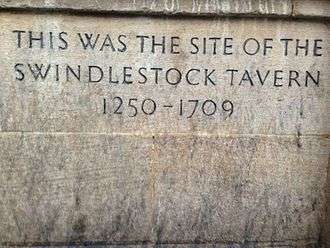 THIS WAS THE SITE OF THE
SWINDLESTOCK TAVERN
1250-1709